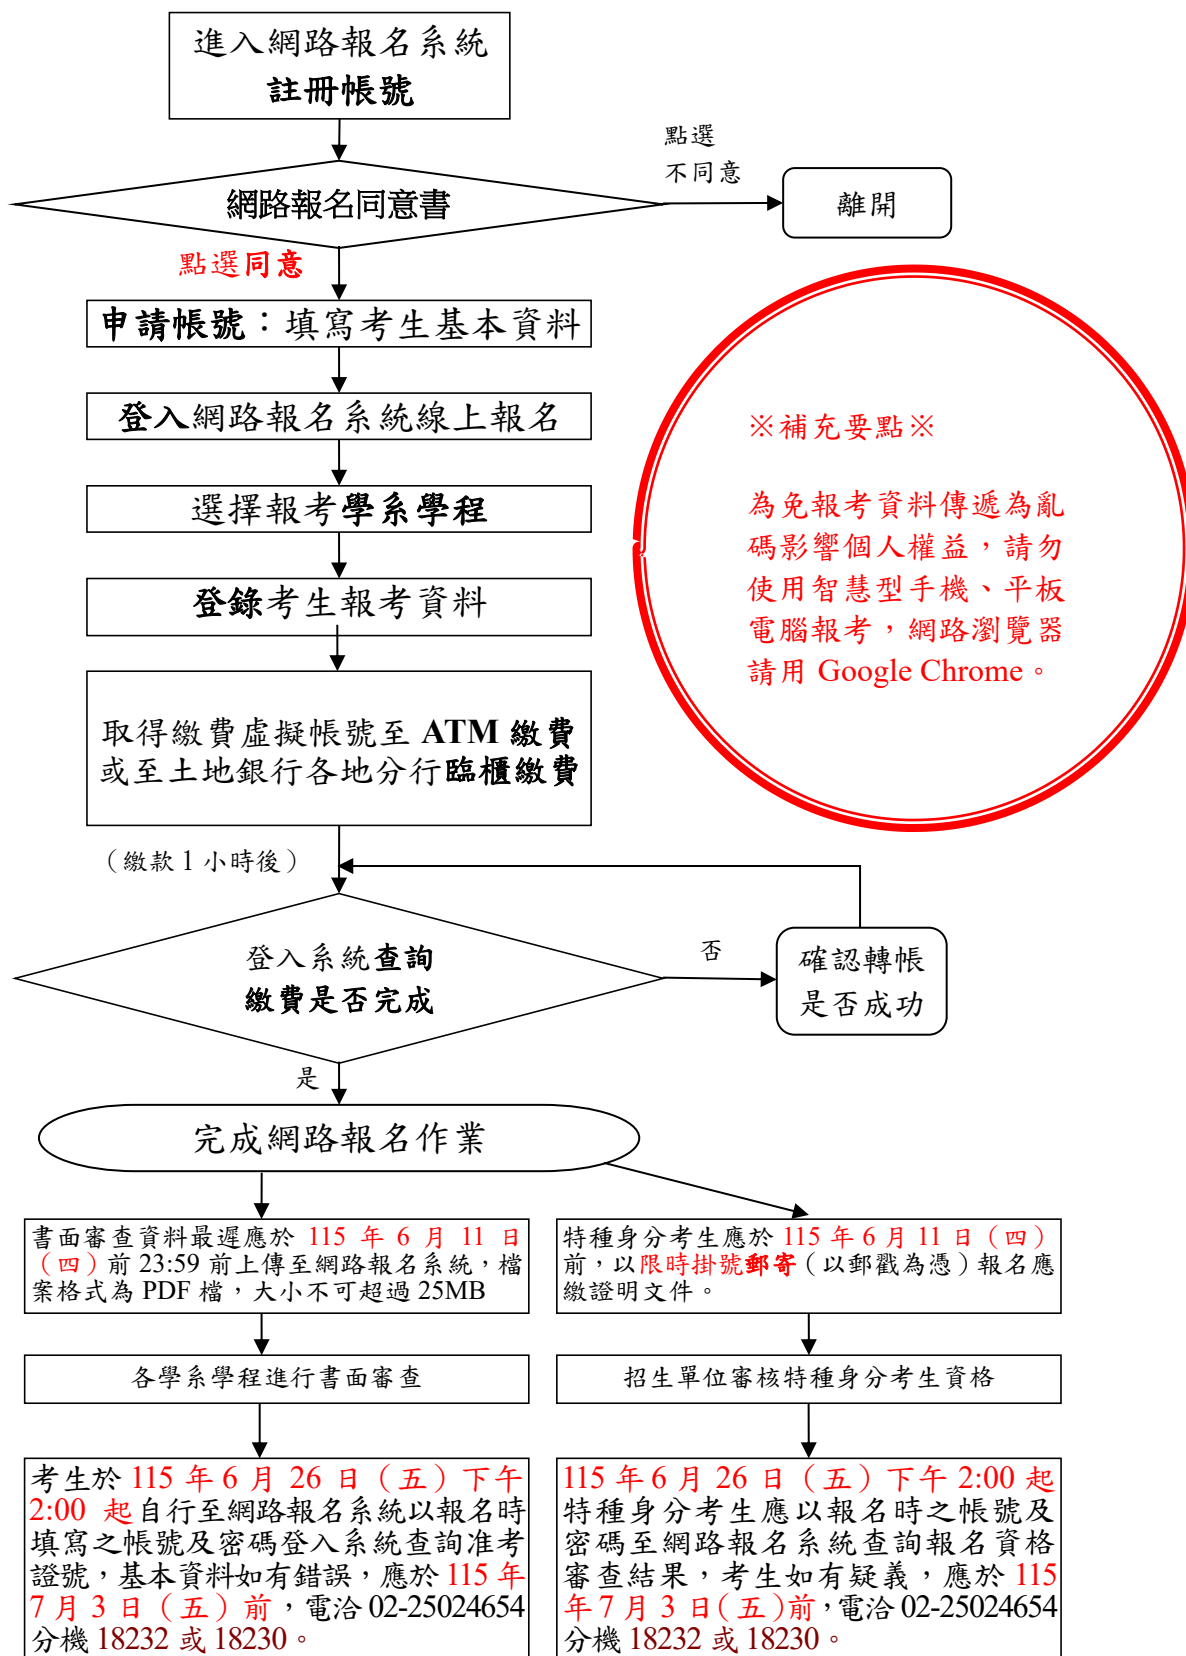 進入網路報名系統
註冊帳號
點選
不同意
網路報名同意書
離開
點選同意
申請帳號：填寫考生基本資料
登入網路報名系統線上報名
選擇報考學系學程
登錄考生報考資料
※補充要點※
為免報考資料傳遞為亂
碼影響個人權益，請勿
使用智慧型手機、平板
電腦報考，網路瀏覽器
請用 Google Chrome。
取得繳費虛擬帳號至 ATM 繳費
或至土地銀行各地分行臨櫃繳費
（繳款 1 小時後）
登入系統查詢
繳費是否完成
否
確認轉帳
是否成功
是
完成網路報名作業
書面審查資料最遲應於 115 年 6 月 11 日
（四）前 23:59 前上傳至網路報名系統，檔
案格式為 PDF 檔，大小不可超過 25MB
特種身分考生應於 115 年 6 月 11 日（四）
前，以限時掛號郵寄（以郵戳為憑）報名應
繳證明文件。
各學系學程進行書面審查
招生單位審核特種身分考生資格
考生於 115 年 6 月 26 日（五）下午
2:00 起自行至網路報名系統以報名時
填寫之帳號及密碼登入系統查詢准考
證號，基本資料如有錯誤，應於 115 年
7 月 3 日（五）前，電洽 02-25024654
分機 18232 或 18230。
115 年 6 月 26 日（五）下午 2:00 起
特種身分考生應以報名時之帳號及
密碼至網路報名系統查詢報名資格
審查結果，考生如有疑義，應於 115
年 7 月 3 日（五）前，電洽 02-25024654
分機 18232 或 18230。